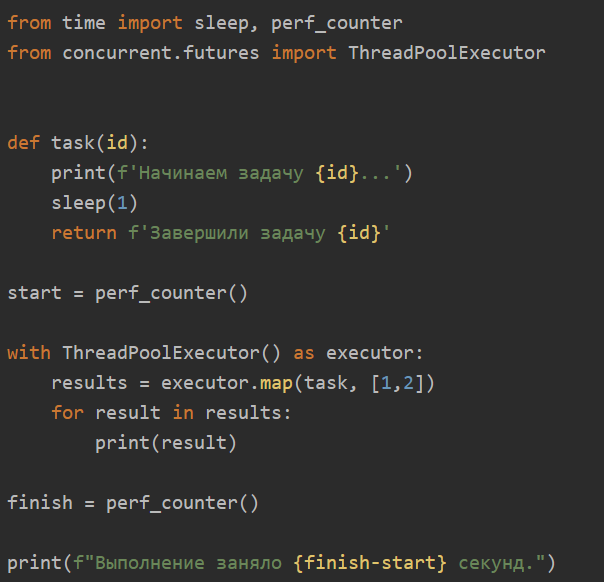 from time import sleep, perf_counter
from concurrent.futures import ThreadPoolExecutor
def task(id):
    print(f'Начинаем задачу {id}...')
    sleep(1)
    return f'Завершили задачу {id}'
start = perf_counter()
with ThreadPoolExecutor() as executor:
    results = executor.map(task, [1,2])
    for result in results:
        print(result)
finish = perf_counter()
print(f"Выполнение заняло {finish-start} секунд.")